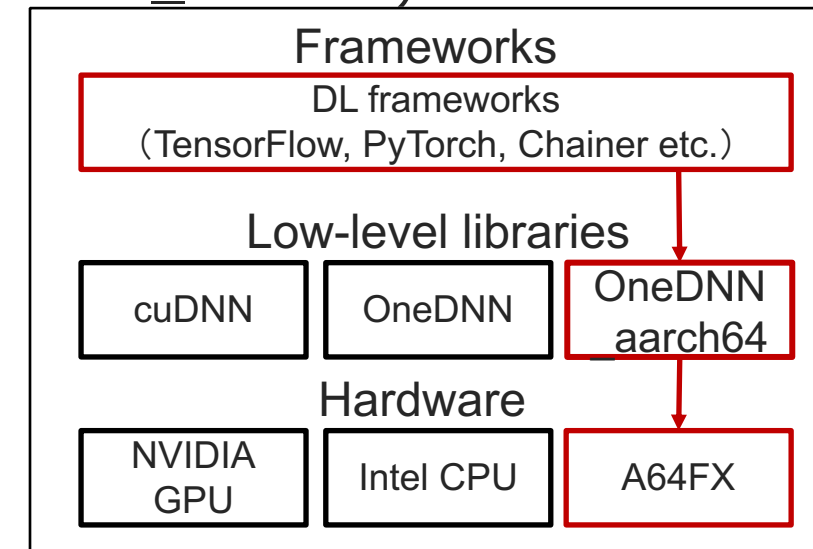 Frameworks
DL frameworks
（TensorFlow, PyTorch, Chainer etc.）
Low-level libraries
cuDNN
OneDNN
OneDNN
_aarch64
Hardware
NVIDIA
GPU
Intel CPU
A64FX